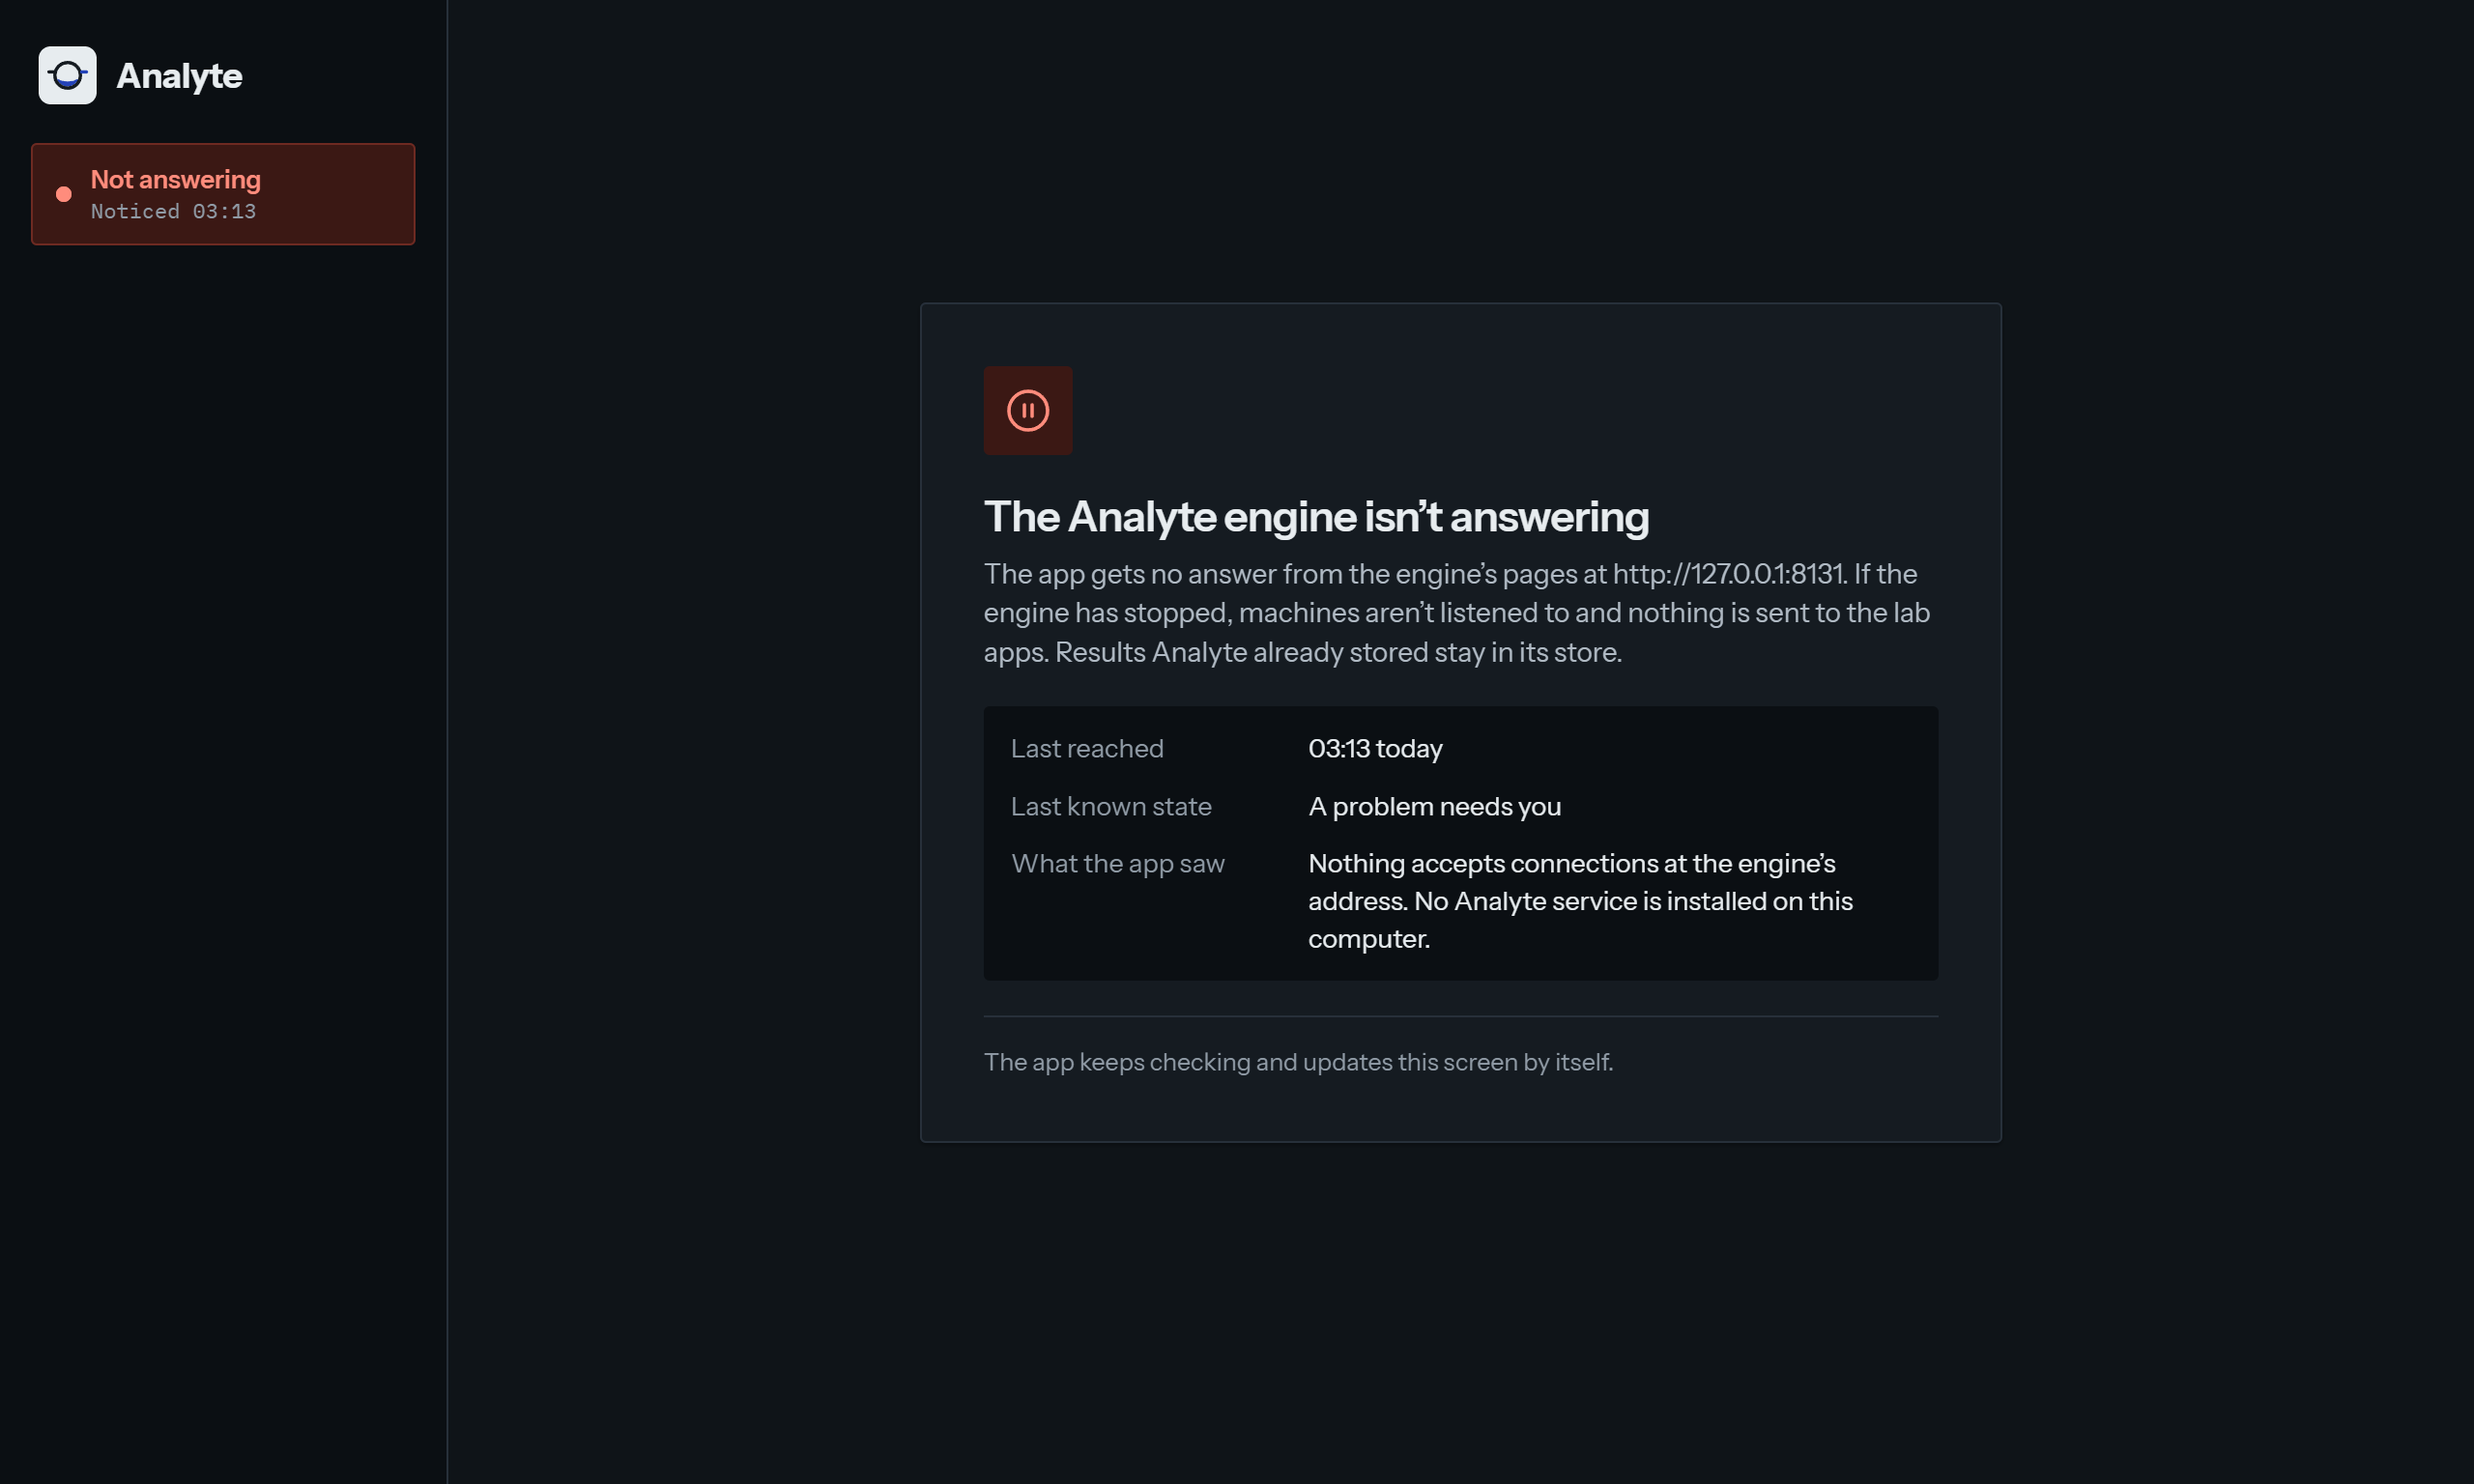 Analyte
Not answering
Noticed 03:13
The Analyte engine isn’t answering
The app gets no answer from the engine’s pages at http://127.0.0.1:8131. If the
engine has stopped, machines aren’t listened to and nothing is sent to the lab
apps. Results Analyte already stored stay in its store.
Last reached 03:13 today
Last known state A problem needs you
What the app saw Nothing accepts connections at the engine’s
address. No Analyte service is installed on this
computer.
The app keeps checking and updates this screen by itself.